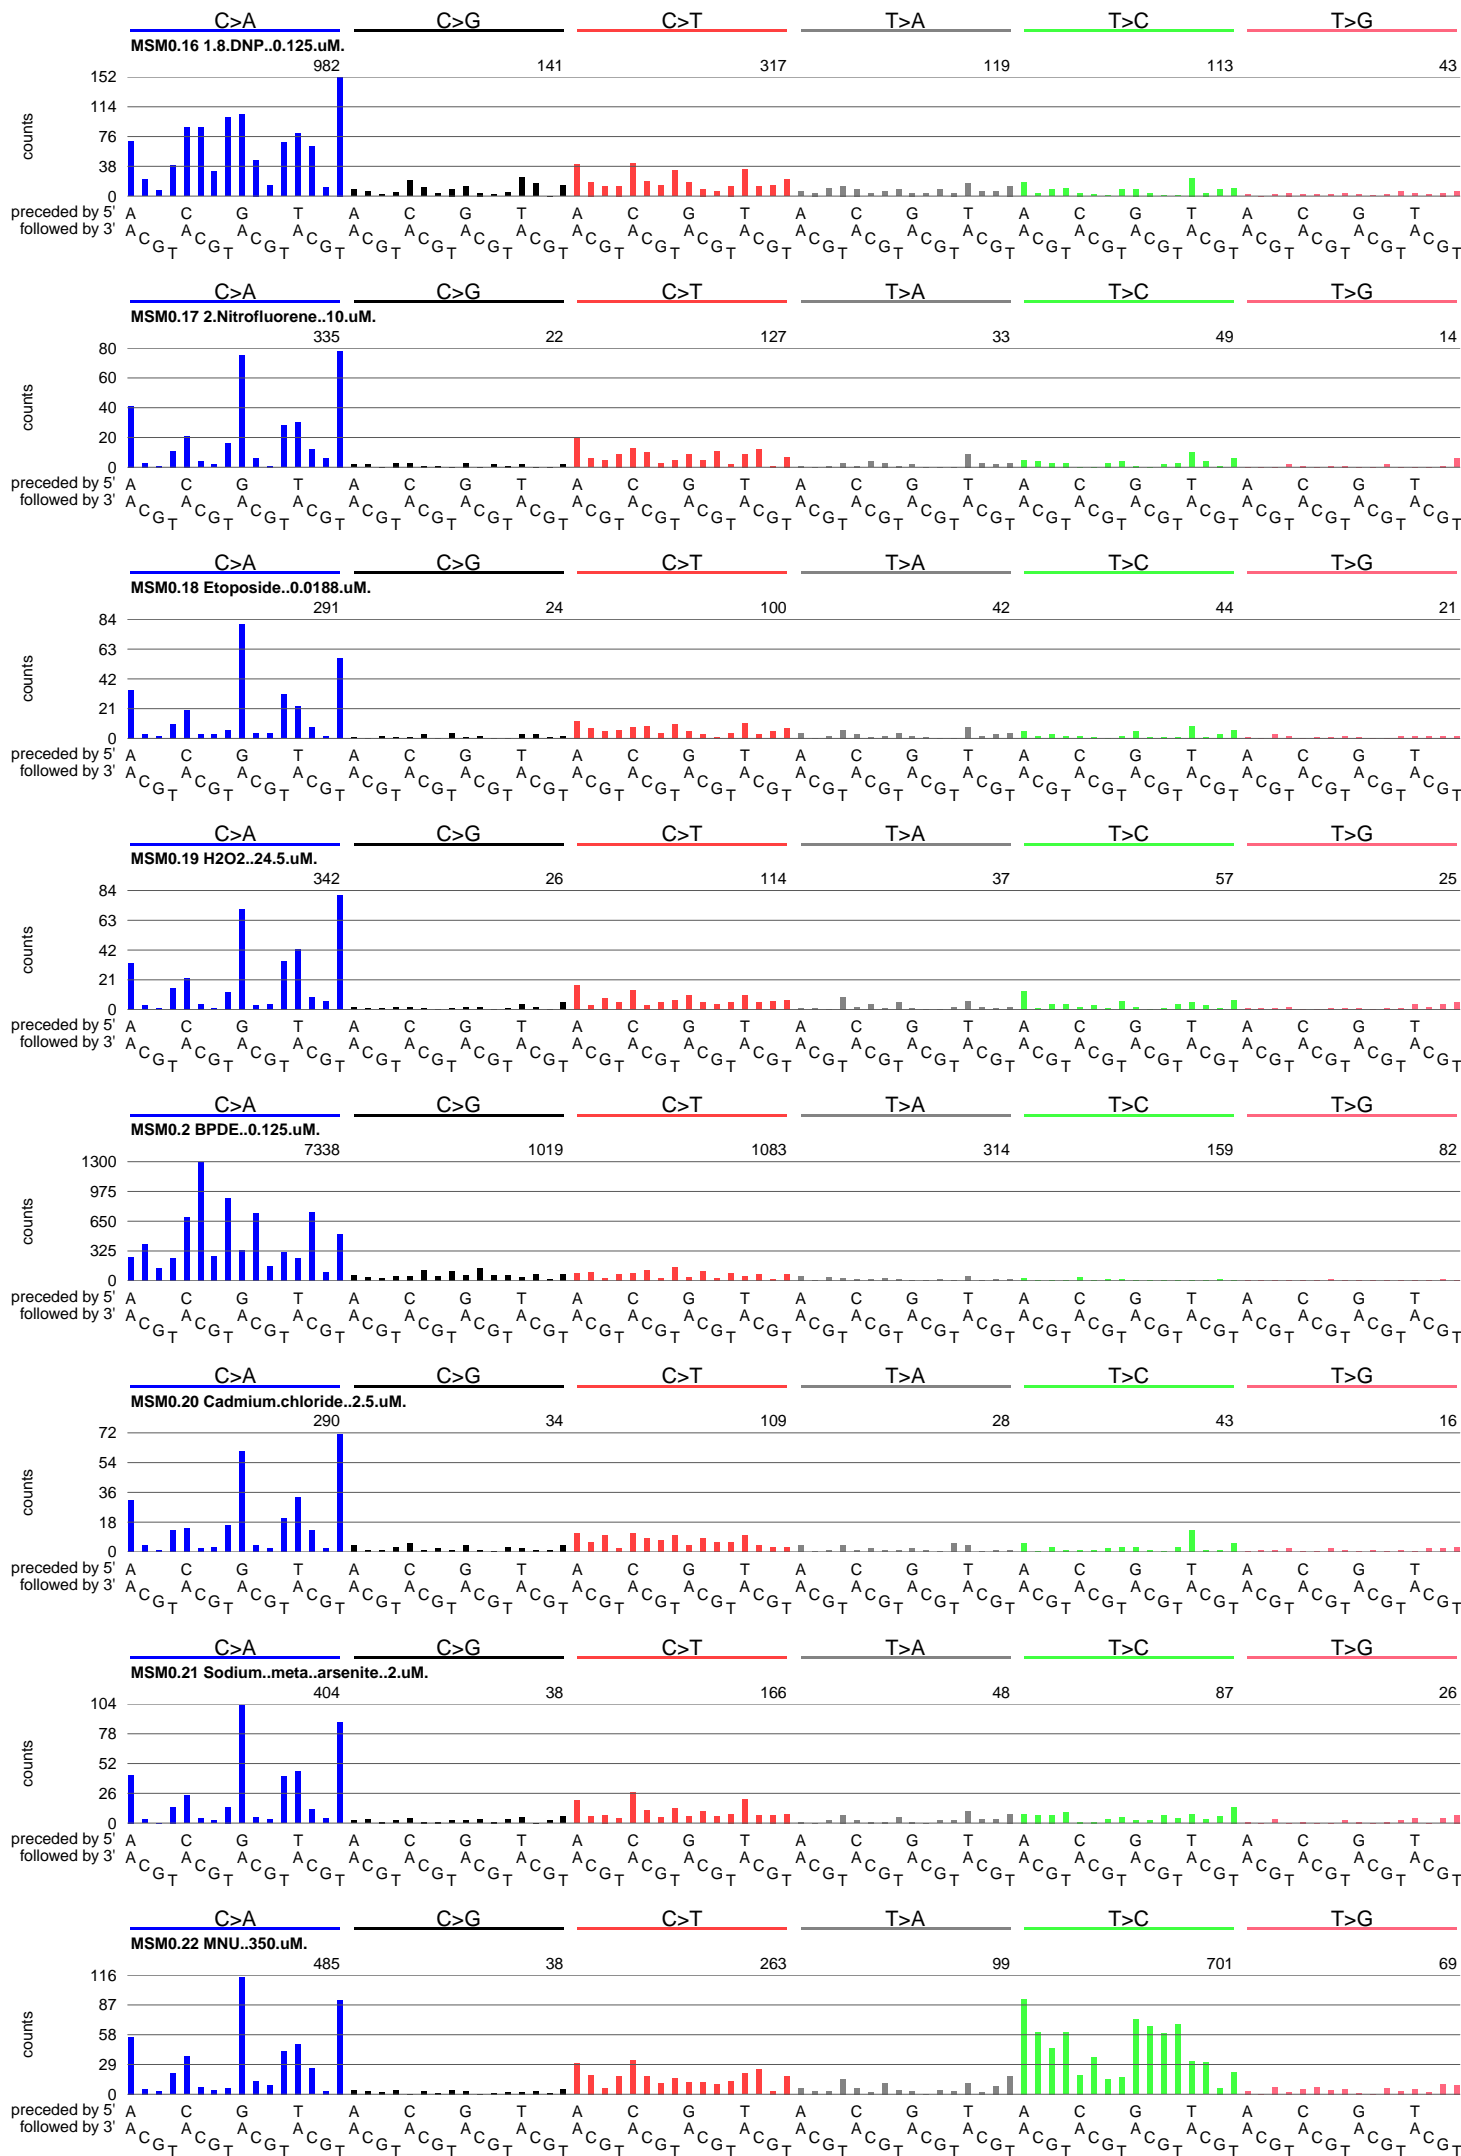 C>A C>G C>T T>A T>C T>G
MSM0.16 1.8.DNP..0.125.uM.
982 141 317 119 113 43
152
114
76
38
0
counts
preceded by 5' A C G T A C G T A C G T A C G T A C G T A C G T
followed by 3' A C G T A C G T A C G T A C G T A C G T A C G T A C G T A C G T A C G T A C G T A C G T A C G T A C G T A C G T A C G T A C G T A C G T A C G T A C G T A C G T A C G T A C G T A C G T A C G T
C>A C>G C>T T>A T>C T>G
MSM0.17 2.Nitrofluorene..10.uM.
335 22 127 33 49 14
80
60
40
20
0
counts
preceded by 5' A C G T A C G T A C G T A C G T A C G T A C G T
followed by 3' A C G T A C G T A C G T A C G T A C G T A C G T A C G T A C G T A C G T A C G T A C G T A C G T A C G T A C G T A C G T A C G T A C G T A C G T A C G T A C G T A C G T A C G T A C G T A C G T
C>A C>G C>T T>A T>C T>G
MSM0.18 Etoposide..0.0188.uM.
291 24 100 42 44 21
84
63
42
21
0
counts
preceded by 5' A C G T A C G T A C G T A C G T A C G T A C G T
followed by 3' A C G T A C G T A C G T A C G T A C G T A C G T A C G T A C G T A C G T A C G T A C G T A C G T A C G T A C G T A C G T A C G T A C G T A C G T A C G T A C G T A C G T A C G T A C G T A C G T
C>A C>G C>T T>A T>C T>G
MSM0.19 H2O2..24.5.uM.
342 26 114 37 57 25
84
63
42
21
0
counts
preceded by 5' A C G T A C G T A C G T A C G T A C G T A C G T
followed by 3' A C G T A C G T A C G T A C G T A C G T A C G T A C G T A C G T A C G T A C G T A C G T A C G T A C G T A C G T A C G T A C G T A C G T A C G T A C G T A C G T A C G T A C G T A C G T A C G T
C>A C>G C>T T>A T>C T>G
MSM0.2 BPDE..0.125.uM.
7338 1019 1083 314 159 82
1300
975
650
325
0
counts
preceded by 5' A C G T A C G T A C G T A C G T A C G T A C G T
followed by 3' A C G T A C G T A C G T A C G T A C G T A C G T A C G T A C G T A C G T A C G T A C G T A C G T A C G T A C G T A C G T A C G T A C G T A C G T A C G T A C G T A C G T A C G T A C G T A C G T
C>A C>G C>T T>A T>C T>G
MSM0.20 Cadmium.chloride..2.5.uM.
290 34 109 28 43 16
72
54
36
18
0
counts
preceded by 5' A C G T A C G T A C G T A C G T A C G T A C G T
followed by 3' A C G T A C G T A C G T A C G T A C G T A C G T A C G T A C G T A C G T A C G T A C G T A C G T A C G T A C G T A C G T A C G T A C G T A C G T A C G T A C G T A C G T A C G T A C G T A C G T
C>A C>G C>T T>A T>C T>G
MSM0.21 Sodium..meta..arsenite..2.uM.
404 38 166 48 87 26
104
78
52
26
0
counts
preceded by 5' A C G T A C G T A C G T A C G T A C G T A C G T
followed by 3' A C G T A C G T A C G T A C G T A C G T A C G T A C G T A C G T A C G T A C G T A C G T A C G T A C G T A C G T A C G T A C G T A C G T A C G T A C G T A C G T A C G T A C G T A C G T A C G T
C>A C>G C>T T>A T>C T>G
MSM0.22 MNU..350.uM.
485 38 263 99 701 69
116
87
58
29
0
counts
preceded by 5' A C G T A C G T A C G T A C G T A C G T A C G T
followed by 3' A C G T A C G T A C G T A C G T A C G T A C G T A C G T A C G T A C G T A C G T A C G T A C G T A C G T A C G T A C G T A C G T A C G T A C G T A C G T A C G T A C G T A C G T A C G T A C G T